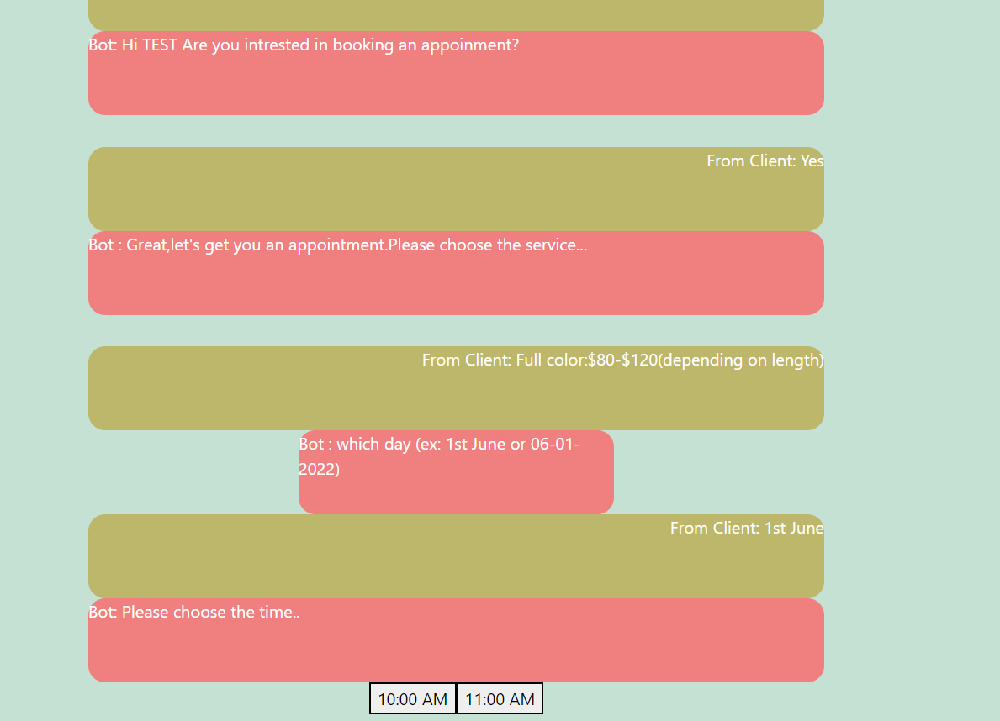 Bot: Hi TEST Are you intrested in booking an appoinment?
From Client: Yes
Bot : Great,let's get you an appointment.Please choose the service...
From Client: Full color:$80-$120(depending on length)
Bot : which day (ex: 1st June or 06-01-
2022)
From Client: 1st June
Bot: Please choose the time..
10:00 AM 11:00 AM